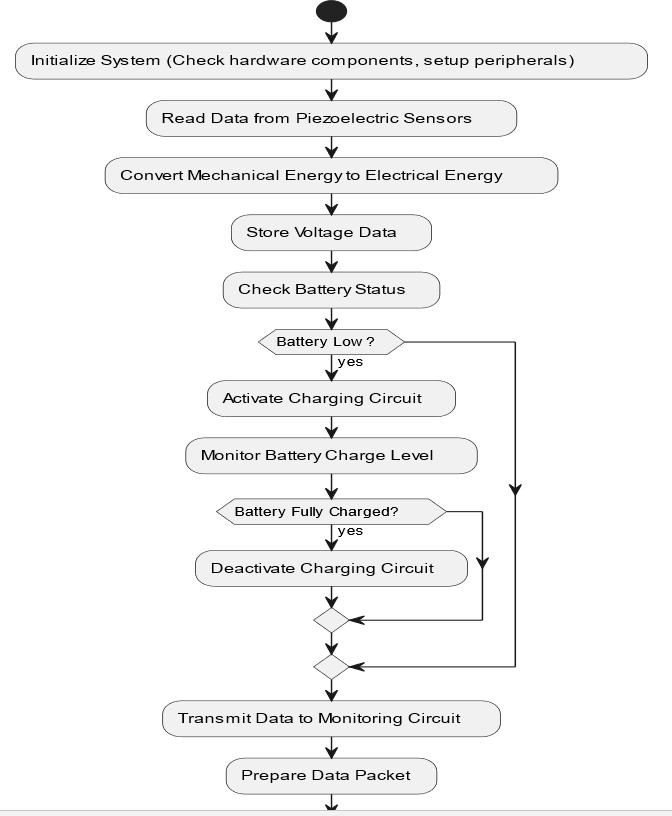 Initialize System (Check hardware components, setup peripherals)
Read Data from Piezoelectric Sensors
Convert Mechanical Energy to Electrical Energy
Store Voltage Data
Check Battery Status
Battery Low ?
yes
Activate Charging Circuit
Monitor Battery Charge Level
Battery Fully Charged?
yes
Deactivate Charging Circuit
Transmit Data to Monitoring Circuit
Prepare Data Packet